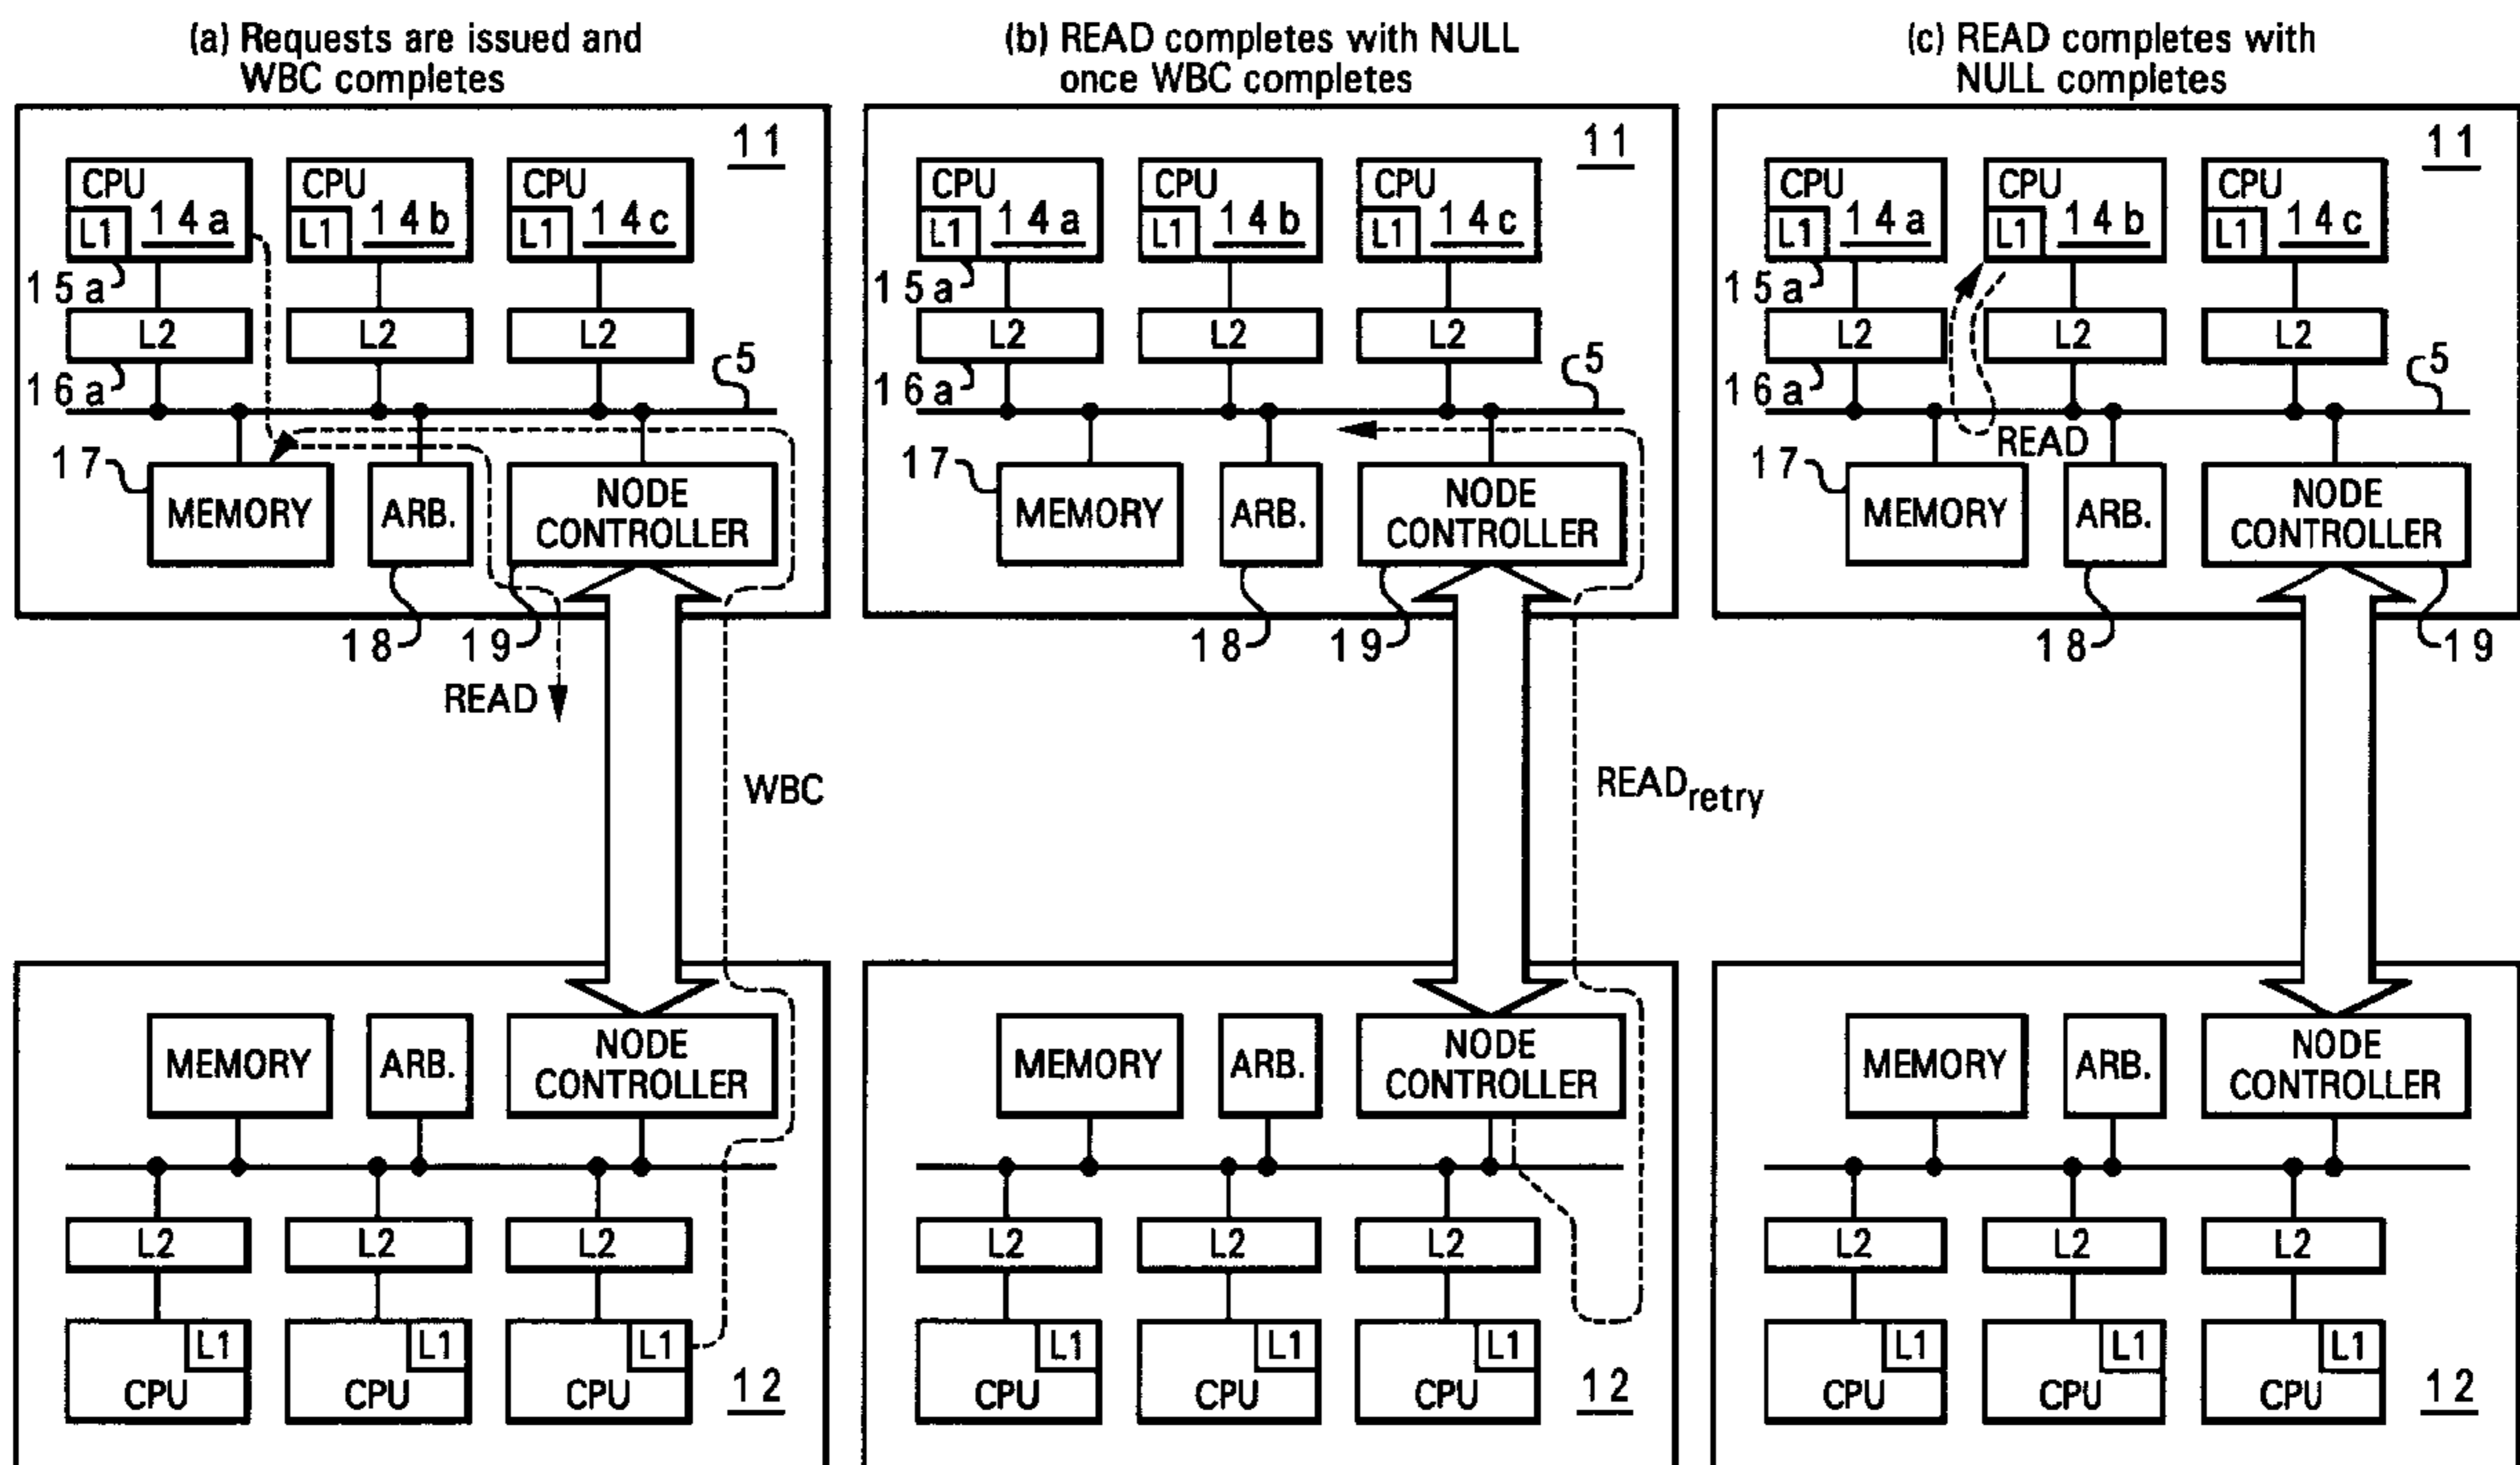 (a) Requests are issued and
WBC completes
11
CPU
L1
14a
CPU
L1
14b
CPU
L1
14c
15a
L2
L2
L2
16a
5
17
MEMORY
ARB.
NODE
CONTROLLER
18
19
READ
WBC
MEMORY
ARB.
NODE
CONTROLLER
L2
L2
L2
L1
CPU
L1
CPU
L1
CPU
12
(b) READ completes with NULL
once WBC completes
11
CPU
L1
14a
CPU
L1
14b
CPU
L1
14c
15a
L2
L2
L2
16a
5
17
MEMORY
ARB.
NODE
CONTROLLER
18
19
READretry
MEMORY
ARB.
NODE
CONTROLLER
L2
L2
L2
L1
CPU
L1
CPU
L1
CPU
12
(c) READ completes with
NULL completes
11
CPU
L1
14a
CPU
L1
14b
CPU
L1
14c
15a
L2
L2
L2
16a
5
READ
17
MEMORY
ARB.
NODE
CONTROLLER
18
19
MEMORY
ARB.
NODE
CONTROLLER
L2
L2
L2
L1
CPU
L1
CPU
L1
CPU
12